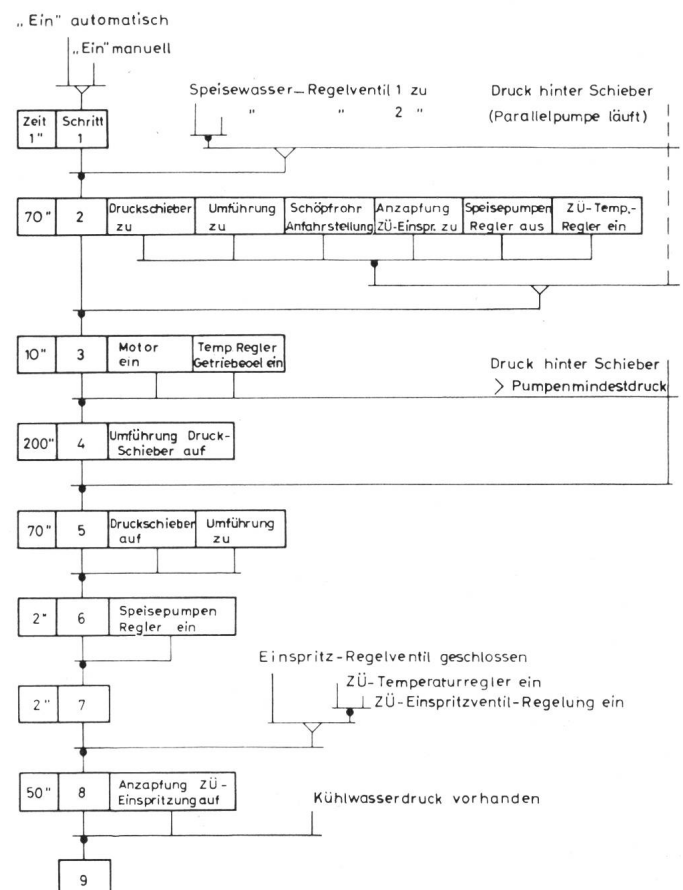 „Ein" automatisch
„Ein" manuell
Speisewasser–Regelventil 1 zu
" " 2 "
Druck hinter Schieber
(Parallelpumpe läuft)
Zeit 1" Schritt 1
70" 2 Druckschieber zu Umführung zu Schöpfrohr Anfahrstellung Anzapfung ZÜ-Einspr. zu Speisepumpen Regler aus ZÜ-Temp.- Regler ein
10" 3 Motor ein Temp. Regler Getriebeoel ein
Druck hinter Schieber
> Pumpenmindestdruck
200" 4 Umführung Druck- Schieber auf
70" 5 Druckschieber auf Umführung zu
2" 6 Speisepumpen Regler ein
Einspritz-Regelventil geschlossen
ZÜ-Temperaturregler ein
ZÜ-Einspritzventil-Regelung ein
2" 7
50" 8 Anzapfung ZÜ- Einspritzung auf
Kühlwasserdruck vorhanden
9